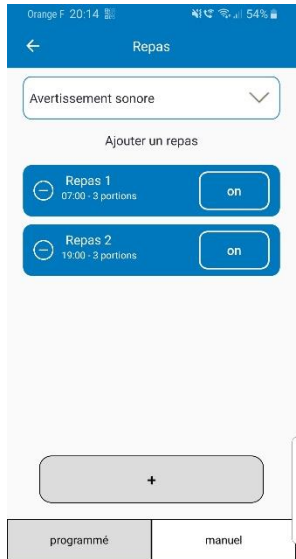 Orange F 20:14 54%
Repas
Avertissement sonore
Ajouter un repas
Repas 1
07:00 - 3 portions
on
Repas 2
19:00 - 3 portions
on
+
programmé
manuel